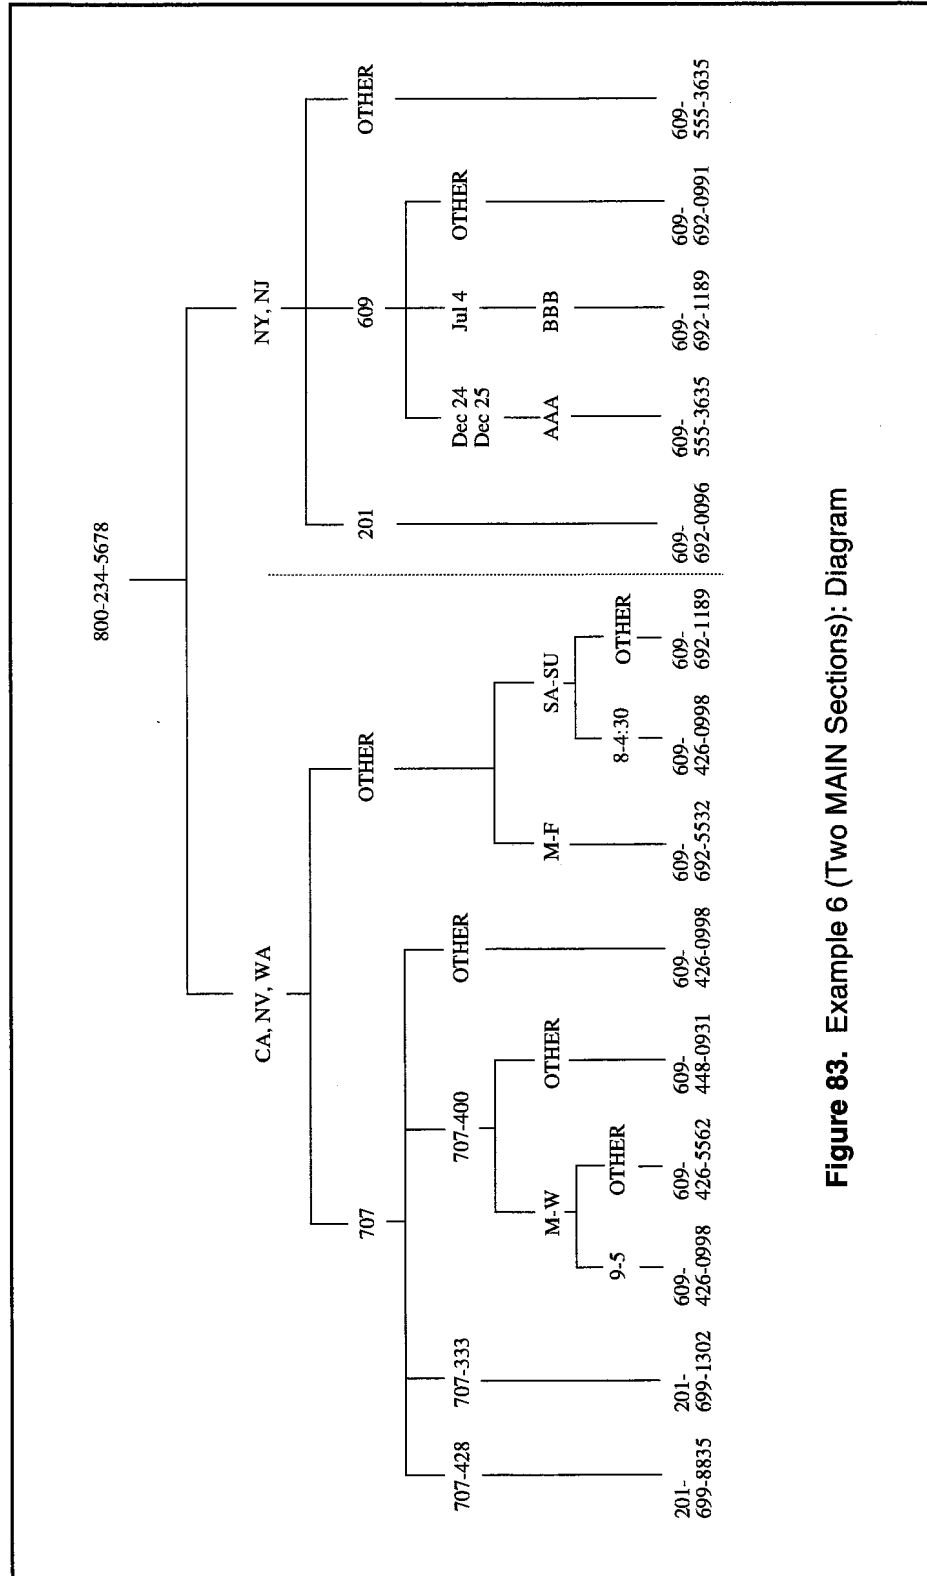 800-234-5678
CA, NV, WA
NY, NJ
707
OTHER
201
609
OTHER
707-428
707-333
707-400
OTHER
Dec 24
Dec 25
Jul 4
OTHER
M-W
OTHER
M-F
SA-SU
AAA
BBB
9-5
OTHER
8-4:30
OTHER
201-
699-8835
201-
699-1302
609-
426-0998
609-
426-5562
609-
448-0931
609-
426-0998
609-
692-5532
609-
426-0998
609-
692-1189
609-
692-0096
609-
555-3635
609-
692-1189
609-
692-0991
609-
555-3635
Figure 83. Example 6 (Two MAIN Sections): Diagram